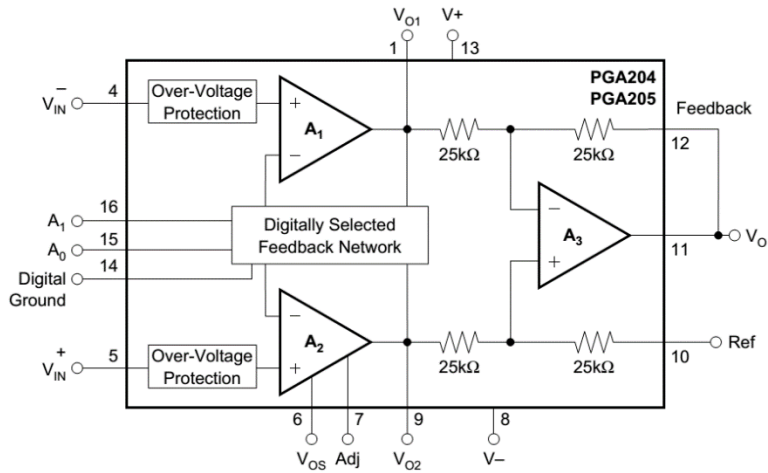 V_O1
V+
1
13
PGA204
PGA205
V_IN^–
4
Over-Voltage
Protection
+
A_1
–
25kΩ
25kΩ
Feedback
12
A_1
16
A_0
15
Digital
Ground
14
Digitally Selected
Feedback Network
–
A_3
+
11
V_O
–
A_2
+
V_IN^+
5
Over-Voltage
Protection
25kΩ
25kΩ
10
Ref
6
7
9
8
V_OS
Adj
V_O2
V–